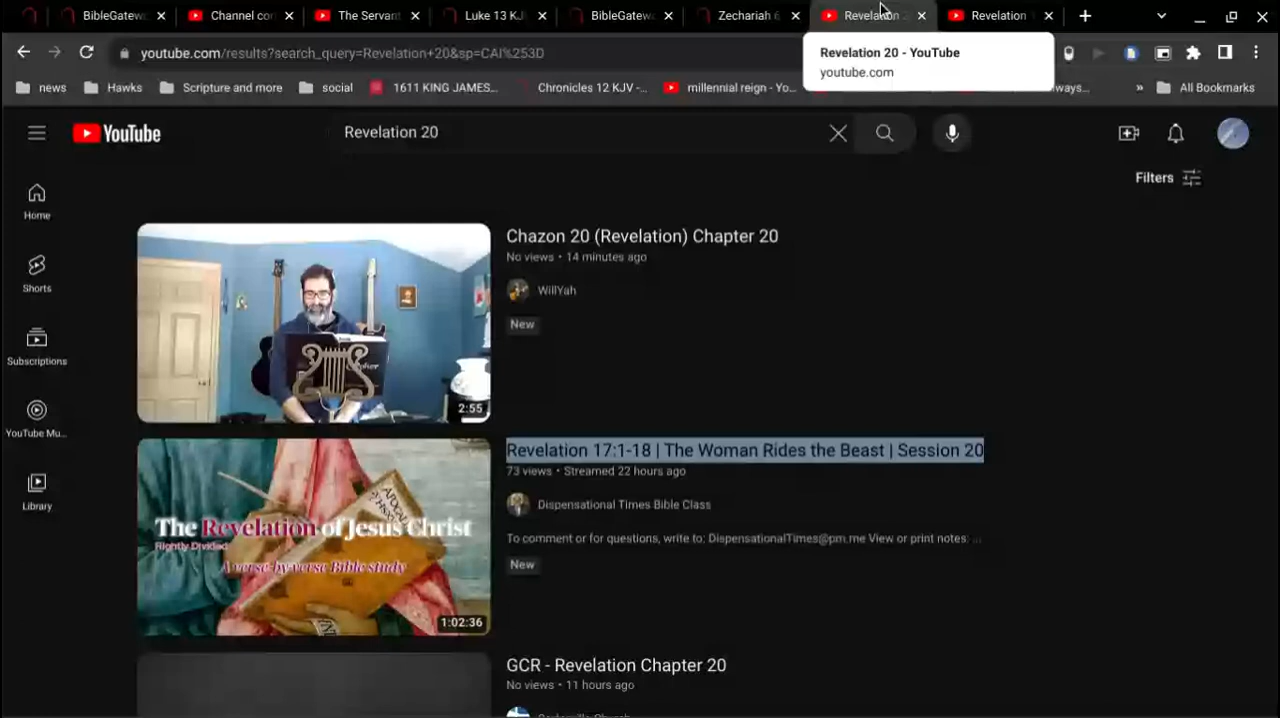 BibleGatew
Channel con
The Servant
Luke 13 KJ
BibleGatew
Zechariah 6
Revelation 2
Revelation
youtube.com/results?search_query=Revelation+20&sp=CAI%253D
Revelation 20 - YouTube
youtube.com
news
Hawks
Scripture and more
social
1611 KING JAMES...
Chronicles 12 KJV -...
millennial reign - Yo...
ways...
»
All Bookmarks
YouTube
Revelation 20
Filters
Home
Shorts
Subscriptions
YouTube Mu...
Library
Chazon 20 (Revelation) Chapter 20
No views • 14 minutes ago
WillYah
New
2:55
Revelation 17:1-18 | The Woman Rides the Beast | Session 20
73 views • Streamed 22 hours ago
Dispensational Times Bible Class
To comment or for questions, write to: DispensationalTimes@pm.me View or print notes: ...
New
The Revelation of Jesus Christ
Rightly Divided
A verse-by-verse Bible study
1:02:36
GCR - Revelation Chapter 20
No views • 11 hours ago